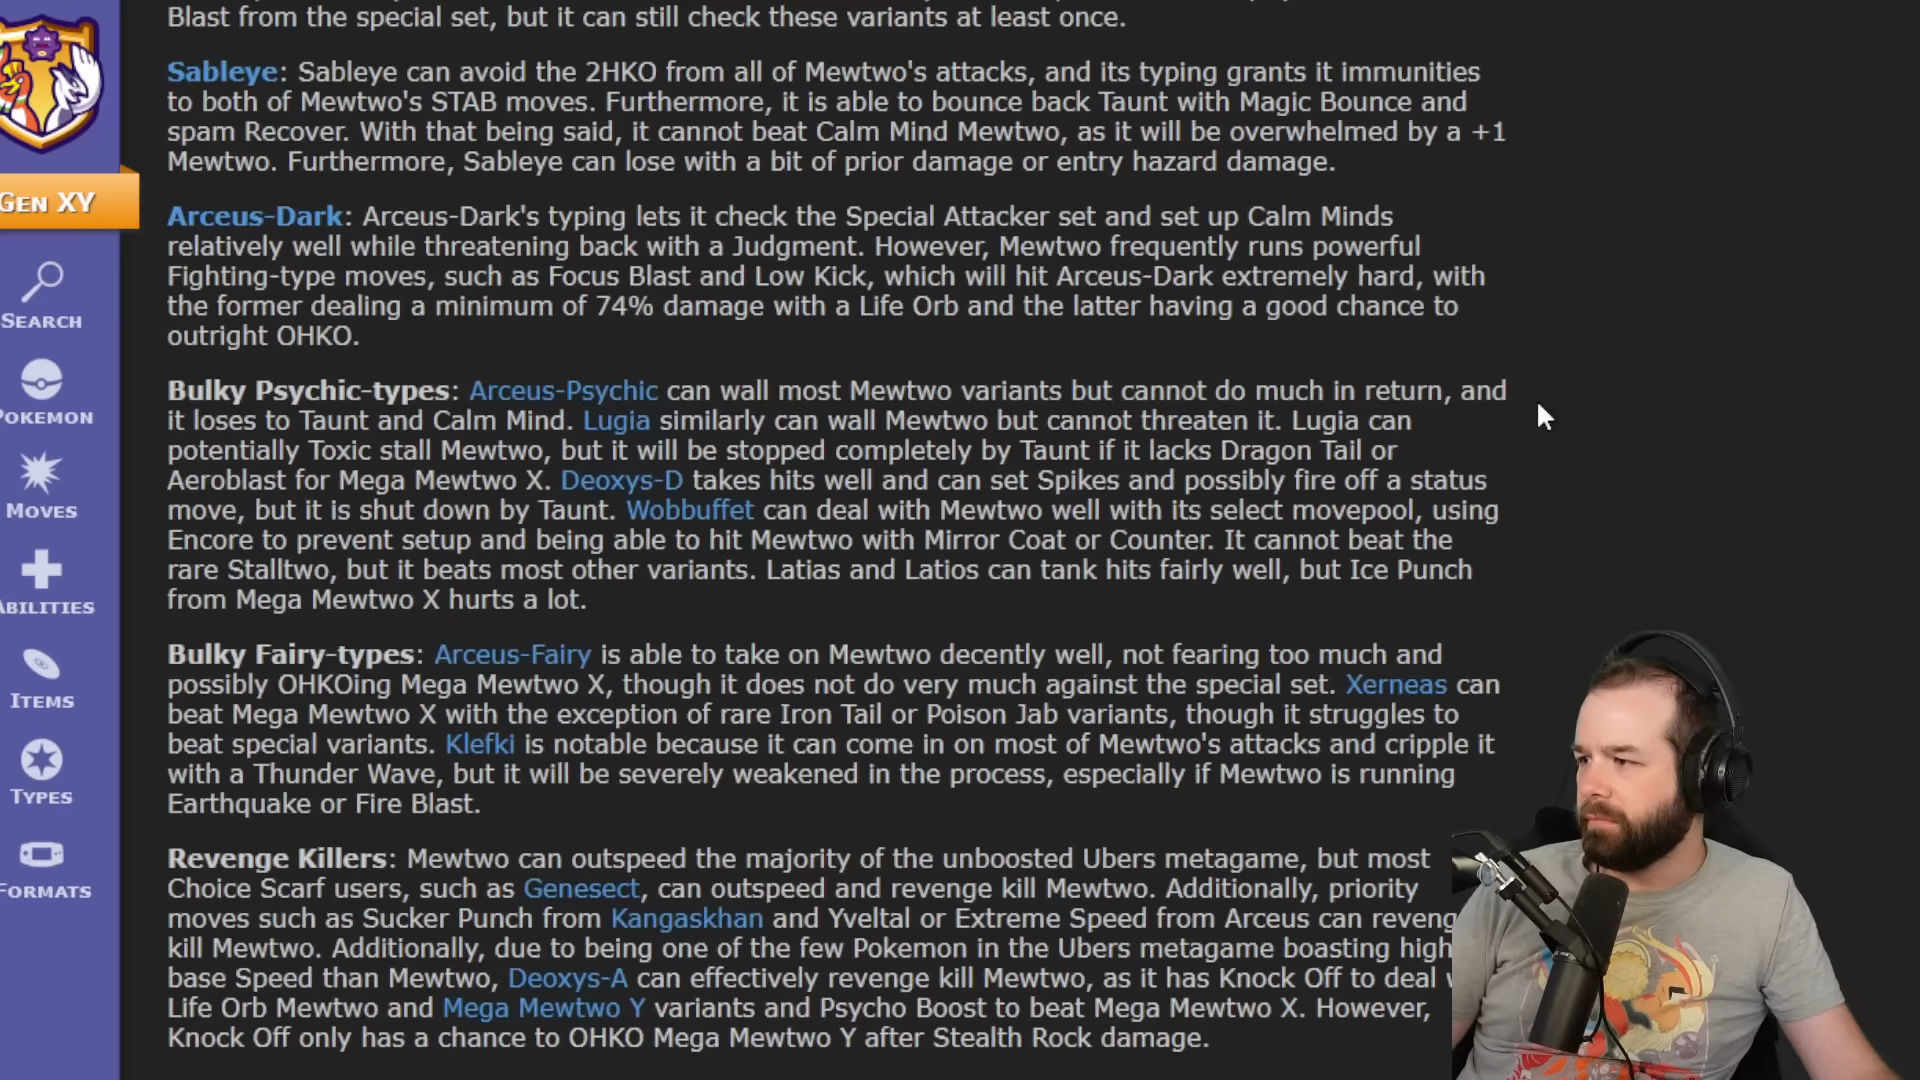 Blast from the special set, but it can still check these variants at least once.
Sableye: Sableye can avoid the 2HKO from all of Mewtwo's attacks, and its typing grants it immunities
to both of Mewtwo's STAB moves. Furthermore, it is able to bounce back Taunt with Magic Bounce and
spam Recover. With that being said, it cannot beat Calm Mind Mewtwo, as it will be overwhelmed by a +1
Mewtwo. Furthermore, Sableye can lose with a bit of prior damage or entry hazard damage.
GEN XY
Arceus-Dark: Arceus-Dark's typing lets it check the Special Attacker set and set up Calm Minds
relatively well while threatening back with a Judgment. However, Mewtwo frequently runs powerful
Fighting-type moves, such as Focus Blast and Low Kick, which will hit Arceus-Dark extremely hard, with
the former dealing a minimum of 74% damage with a Life Orb and the latter having a good chance to
outright OHKO.
SEARCH
POKEMON
MOVES
ABILITIES
ITEMS
TYPES
FORMATS
Bulky Psychic-types: Arceus-Psychic can wall most Mewtwo variants but cannot do much in return, and
it loses to Taunt and Calm Mind. Lugia similarly can wall Mewtwo but cannot threaten it. Lugia can
potentially Toxic stall Mewtwo, but it will be stopped completely by Taunt if it lacks Dragon Tail or
Aeroblast for Mega Mewtwo X. Deoxys-D takes hits well and can set Spikes and possibly fire off a status
move, but it is shut down by Taunt. Wobbuffet can deal with Mewtwo well with its select movepool, using
Encore to prevent setup and being able to hit Mewtwo with Mirror Coat or Counter. It cannot beat the
rare Stalltwo, but it beats most other variants. Latias and Latios can tank hits fairly well, but Ice Punch
from Mega Mewtwo X hurts a lot.
Bulky Fairy-types: Arceus-Fairy is able to take on Mewtwo decently well, not fearing too much and
possibly OHKOing Mega Mewtwo X, though it does not do very much against the special set. Xerneas can
beat Mega Mewtwo X with the exception of rare Iron Tail or Poison Jab variants, though it struggles to
beat special variants. Klefki is notable because it can come in on most of Mewtwo's attacks and cripple it
with a Thunder Wave, but it will be severely weakened in the process, especially if Mewtwo is running
Earthquake or Fire Blast.
Revenge Killers: Mewtwo can outspeed the majority of the unboosted Ubers metagame, but most
Choice Scarf users, such as Genesect, can outspeed and revenge kill Mewtwo. Additionally, priority
moves such as Sucker Punch from Kangaskhan and Yveltal or Extreme Speed from Arceus can reveng
kill Mewtwo. Additionally, due to being one of the few Pokemon in the Ubers metagame boasting high
base Speed than Mewtwo, Deoxys-A can effectively revenge kill Mewtwo, as it has Knock Off to deal
Life Orb Mewtwo and Mega Mewtwo Y variants and Psycho Boost to beat Mega Mewtwo X. However,
Knock Off only has a chance to OHKO Mega Mewtwo Y after Stealth Rock damage.